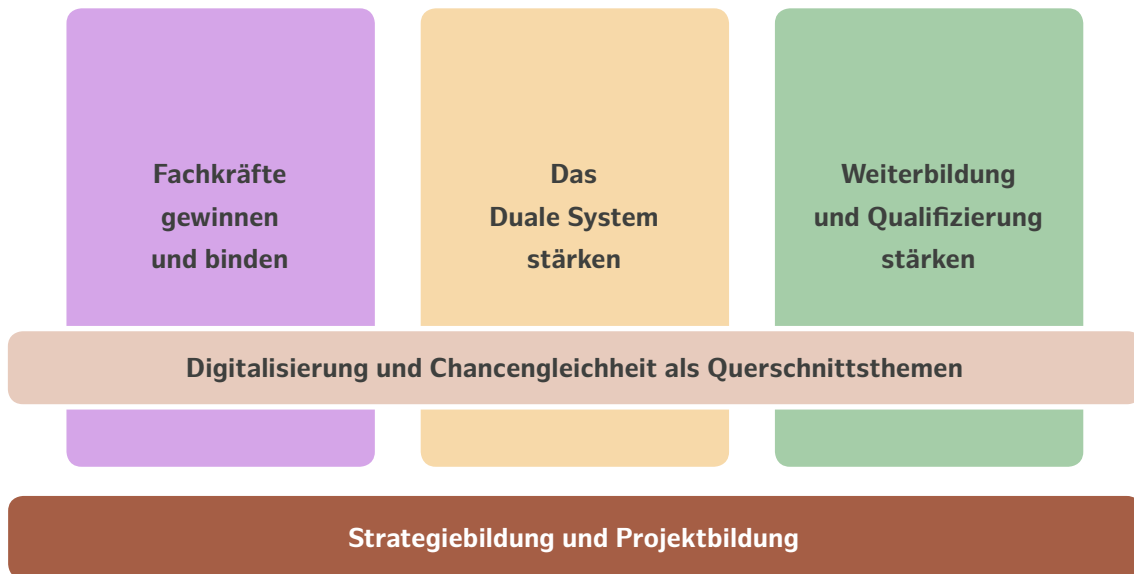 Fachkräfte
gewinnen
und binden
Das
Duale System
stärken
Weiterbildung
und Qualifizierung
stärken
Digitalisierung und Chancengleichheit als Querschnittsthemen
Strategiebildung und Projektbildung